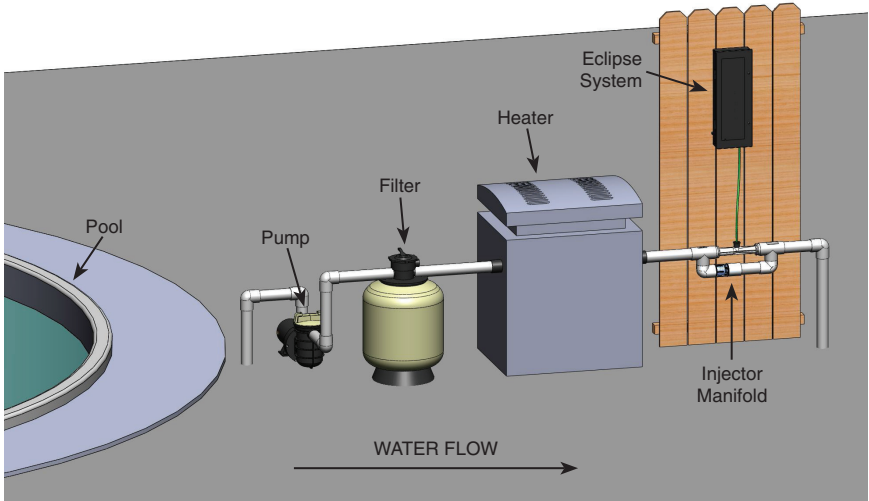 Eclipse
System
Heater
Filter
Pool
Pump
Injector
Manifold
WATER FLOW